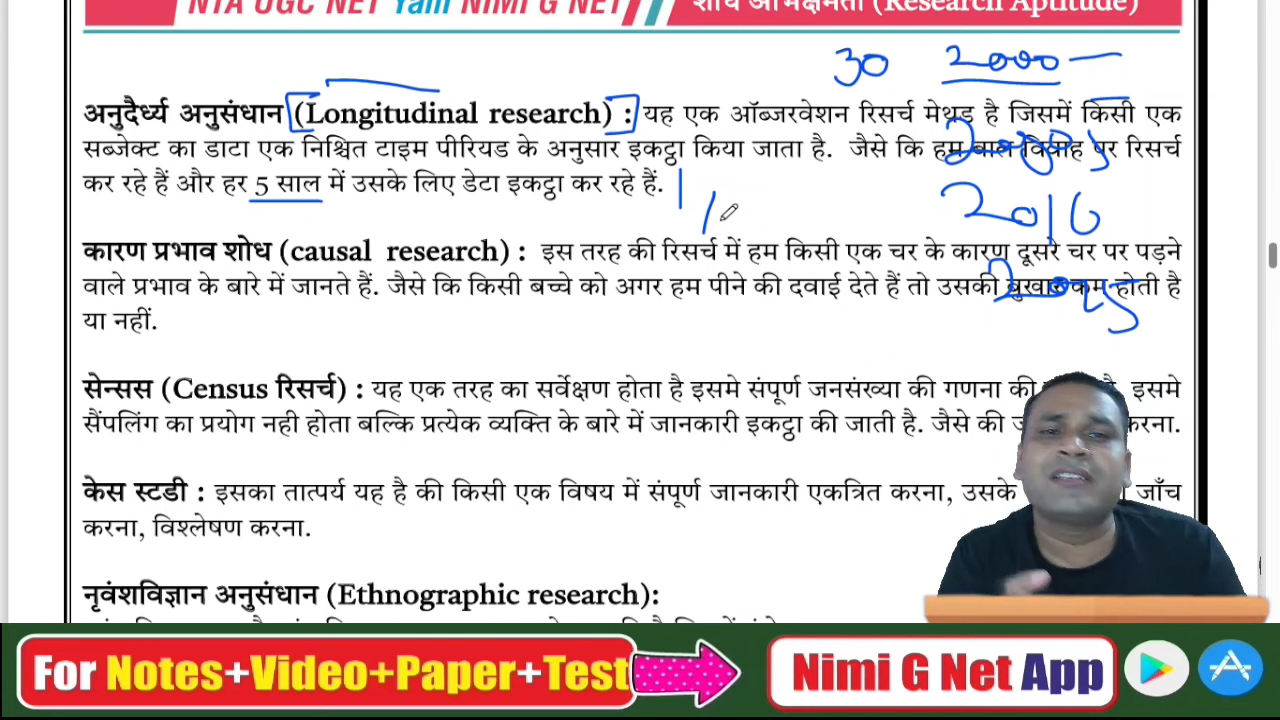 NTA UGC NET Yani NIMI G NET
शोध अभिक्षमता (Research Aptitude)
30 2000
अनुदैर्ध्य अनुसंधान (Longitudinal research) : यह एक ऑब्जरवेशन रिसर्च मेथड है जिसमें किसी एक
सब्जेक्ट का डाटा एक निश्चित टाइम पीरियड के अनुसार इकट्ठा किया जाता है. जैसे कि हम बाल विवाह पर रिसर्च
कर रहे हैं और हर 5 साल में उसके लिए डेटा इकट्ठा कर रहे हैं.
कारण प्रभाव शोध (causal research) : इस तरह की रिसर्च में हम किसी एक चर के कारण दूसरे चर पर पड़ने
वाले प्रभाव के बारे में जानते हैं. जैसे कि किसी बच्चे को अगर हम पीने की दवाई देते हैं तो उसकी बुखार कम होती है
या नहीं.
सेन्सस (Census रिसर्च) : यह एक तरह का सर्वेक्षण होता है इसमे संपूर्ण जनसंख्या की गणना की इसमे
सैंपलिंग का प्रयोग नही होता बल्कि प्रत्येक व्यक्ति के बारे में जानकारी इकट्ठा की जाती है. जैसे की करना.
केस स्टडी : इसका तात्पर्य यह है की किसी एक विषय में संपूर्ण जानकारी एकत्रित करना, उसके जाँच
करना, विश्लेषण करना.
नृवंशविज्ञान अनुसंधान (Ethnographic research):
For Notes+Video+Paper+Test
Nimi G Net App